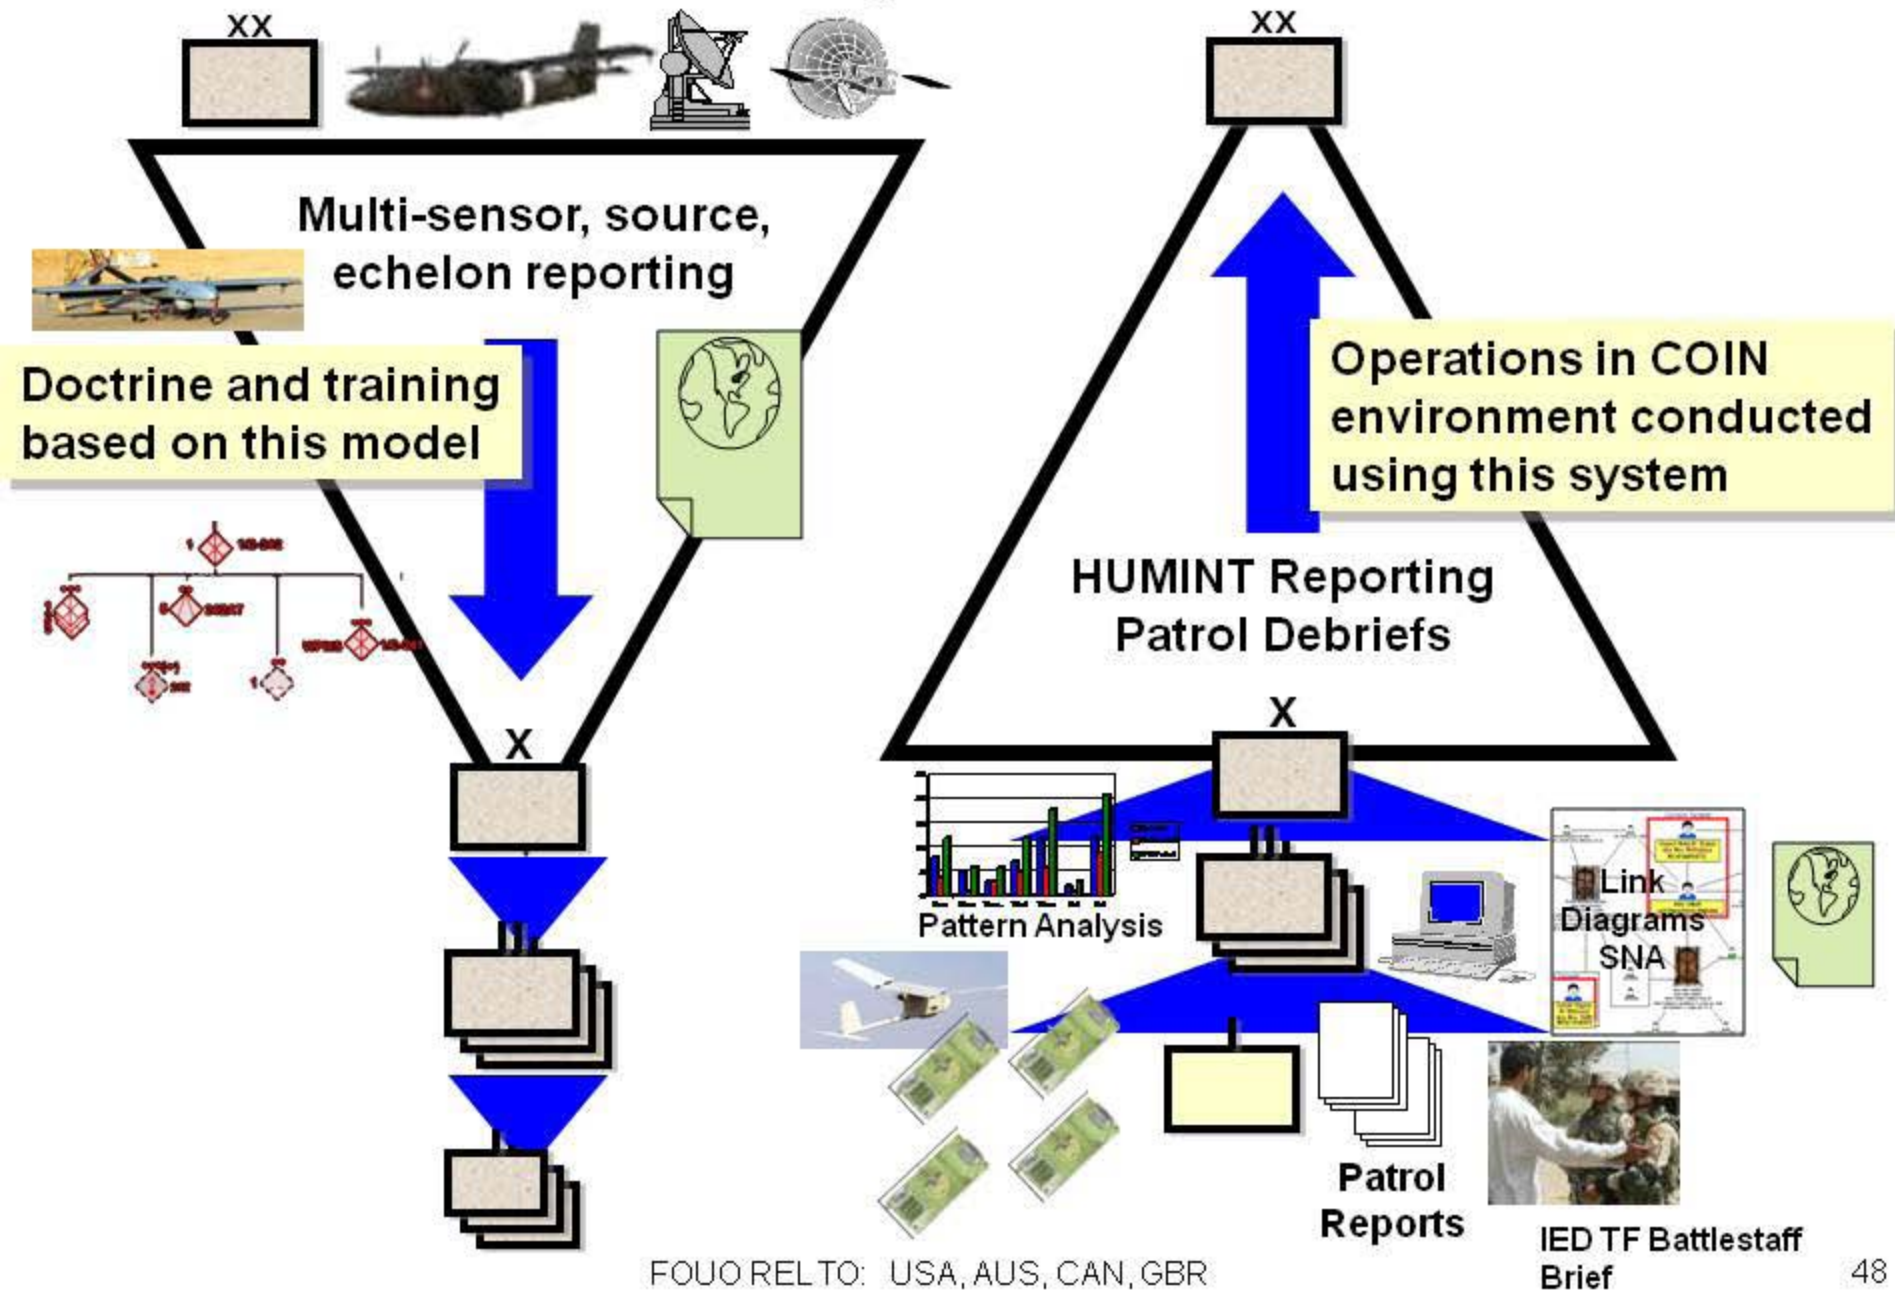 XX
Multi-sensor, source,
echelon reporting
Doctrine and training
based on this model
X
XX
Operations in COIN
environment conducted
using this system
HUMINT Reporting
Patrol Debriefs
X
Pattern Analysis
Link
Diagrams
SNA
Patrol
Reports
IED TF Battlestaff
Brief
FOUO REL TO: USA, AUS, CAN, GBR
48